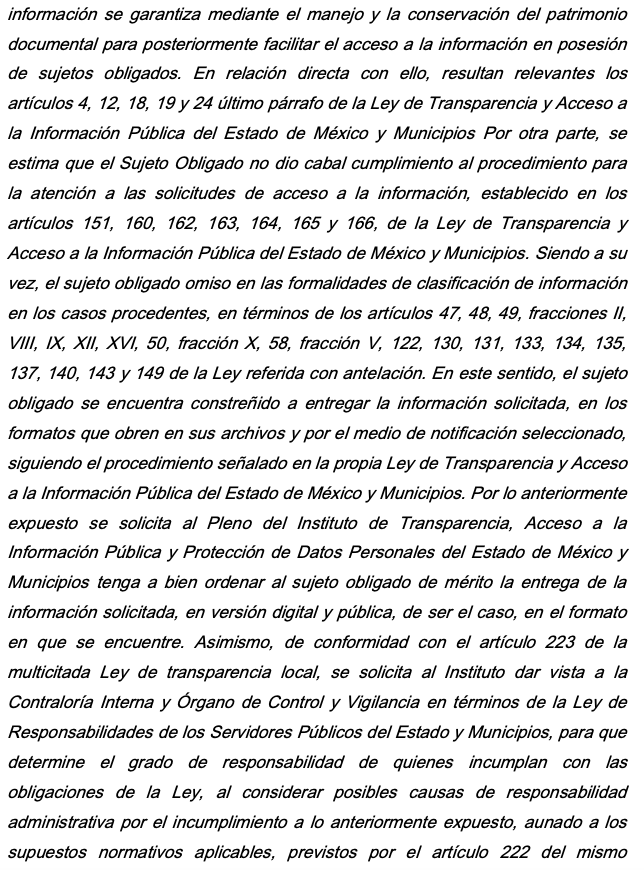 información se garantiza mediante el manejo y la conservación del patrimonio
documental para posteriormente facilitar el acceso a la información en posesión
de sujetos obligados. En relación directa con ello, resultan relevantes los
artículos 4, 12, 18, 19 y 24 último párrafo de la Ley de Transparencia y Acceso a
la Información Pública del Estado de México y Municipios Por otra parte, se
estima que el Sujeto Obligado no dio cabal cumplimiento al procedimiento para
la atención a las solicitudes de acceso a la información, establecido en los
artículos 151, 160, 162, 163, 164, 165 y 166, de la Ley de Transparencia y
Acceso a la Información Pública del Estado de México y Municipios. Siendo a su
vez, el sujeto obligado omiso en las formalidades de clasificación de información
en los casos procedentes, en términos de los artículos 47, 48, 49, fracciones II,
VIII, IX, XII, XVI, 50, fracción X, 58, fracción V, 122, 130, 131, 133, 134, 135,
137, 140, 143 y 149 de la Ley referida con antelación. En este sentido, el sujeto
obligado se encuentra constreñido a entregar la información solicitada, en los
formatos que obren en sus archivos y por el medio de notificación seleccionado,
siguiendo el procedimiento señalado en la propia Ley de Transparencia y Acceso
a la Información Pública del Estado de México y Municipios. Por lo anteriormente
expuesto se solicita al Pleno del Instituto de Transparencia, Acceso a la
Información Pública y Protección de Datos Personales del Estado de México y
Municipios tenga a bien ordenar al sujeto obligado de mérito la entrega de la
información solicitada, en versión digital y pública, de ser el caso, en el formato
en que se encuentre. Asimismo, de conformidad con el artículo 223 de la
multicitada Ley de transparencia local, se solicita al Instituto dar vista a la
Contraloría Interna y Órgano de Control y Vigilancia en términos de la Ley de
Responsabilidades de los Servidores Públicos del Estado y Municipios, para que
determine el grado de responsabilidad de quienes incumplan con las
obligaciones de la Ley, al considerar posibles causas de responsabilidad
administrativa por el incumplimiento a lo anteriormente expuesto, aunado a los
supuestos normativos aplicables, previstos por el artículo 222 del mismo